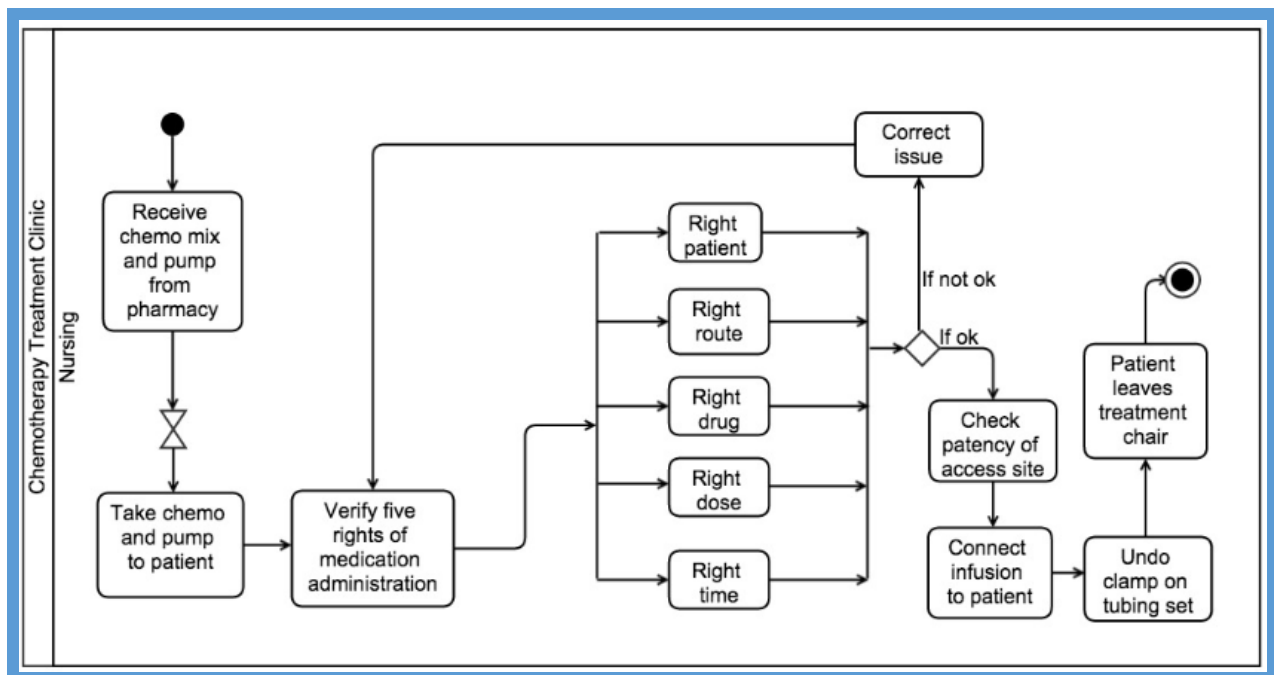 Chemotherapy Treatment Clinic
Nursing
Receive
chemo mix
and pump
from
pharmacy
Take chemo
and pump
to patient
Verify five
rights of
medication
administration
Right
patient
Right
route
Right
drug
Right
dose
Right
time
Correct
issue
If not ok
If ok
Check
patency of
access site
Connect
infusion
to patient
Undo
clamp on
tubing set
Patient
leaves
treatment
chair